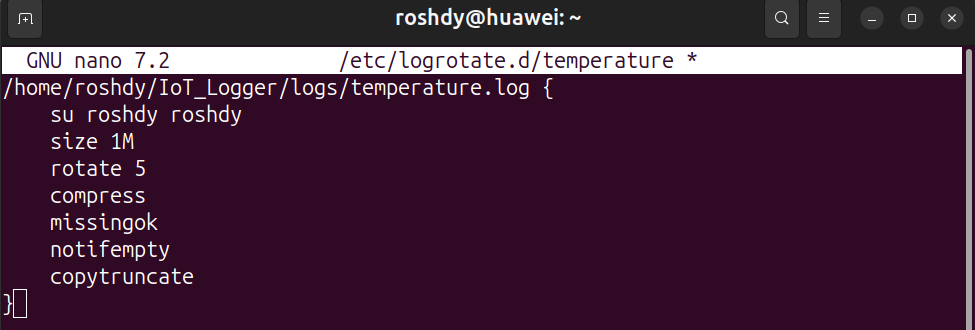 roshdy@huawei: ~
GNU nano 7.2 /etc/logrotate.d/temperature *
/home/roshdy/IoT_Logger/logs/temperature.log {
    su roshdy roshdy
    size 1M
    rotate 5
    compress
    missingok
    notifempty
    copytruncate
}